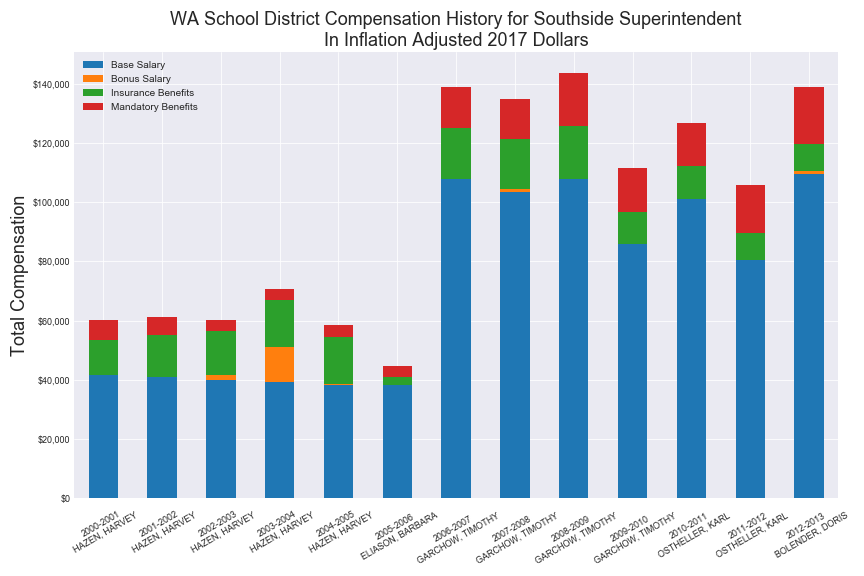 WA School District Compensation History for Southside Superintendent
In Inflation Adjusted 2017 Dollars
Base Salary
Bonus Salary
Insurance Benefits
Mandatory Benefits
Total Compensation
$140,000
$120,000
$100,000
$80,000
$60,000
$40,000
$20,000
$0
2000-2001
HAZEN, HARVEY
2001-2002
HAZEN, HARVEY
2002-2003
HAZEN, HARVEY
2003-2004
HAZEN, HARVEY
2004-2005
HAZEN, HARVEY
2005-2006
ELIASON, BARBARA
2006-2007
GARCHOW, TIMOTHY
2007-2008
GARCHOW, TIMOTHY
2008-2009
GARCHOW, TIMOTHY
2009-2010
GARCHOW, TIMOTHY
2010-2011
OSTHELLER, KARL
2011-2012
OSTHELLER, KARL
2012-2013
BOLENDER, DORIS